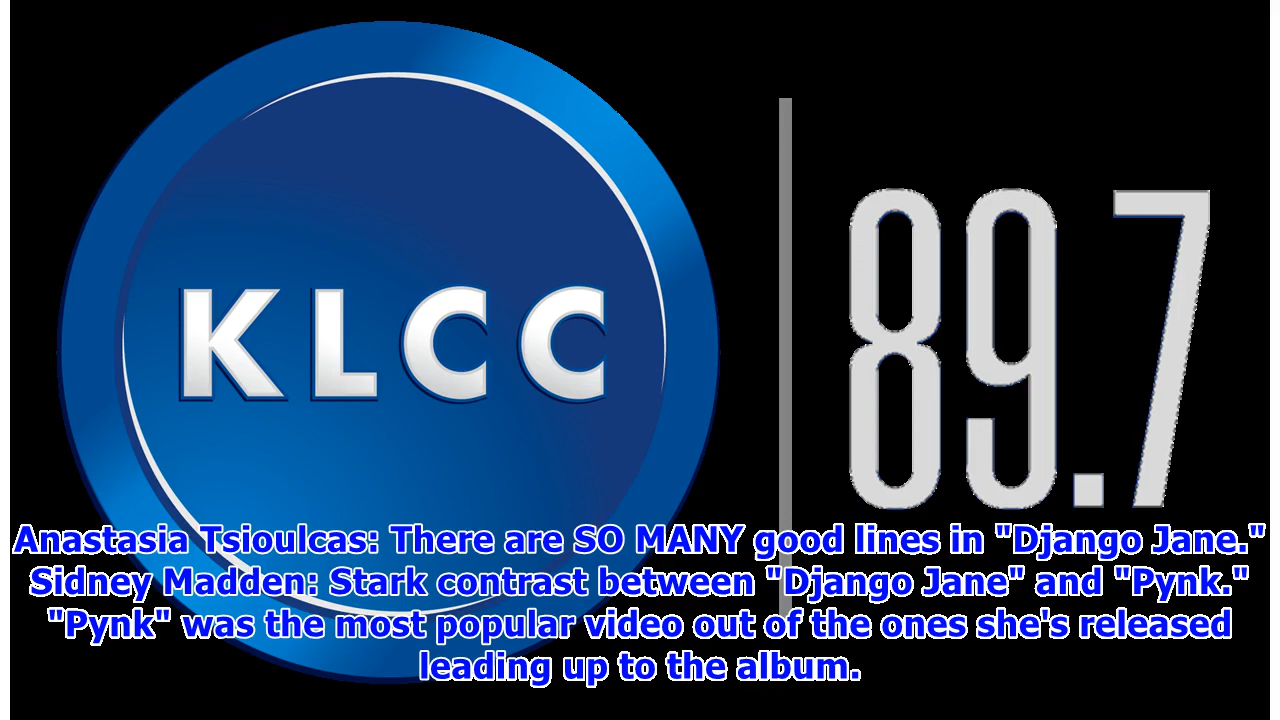 KLCC
89.7
Anastasia Tsioulcas: There are SO MANY good lines in "Django Jane."
Sidney Madden: Stark contrast between "Django Jane" and "Pynk."
"Pynk" was the most popular video out of the ones she's released
leading up to the album.